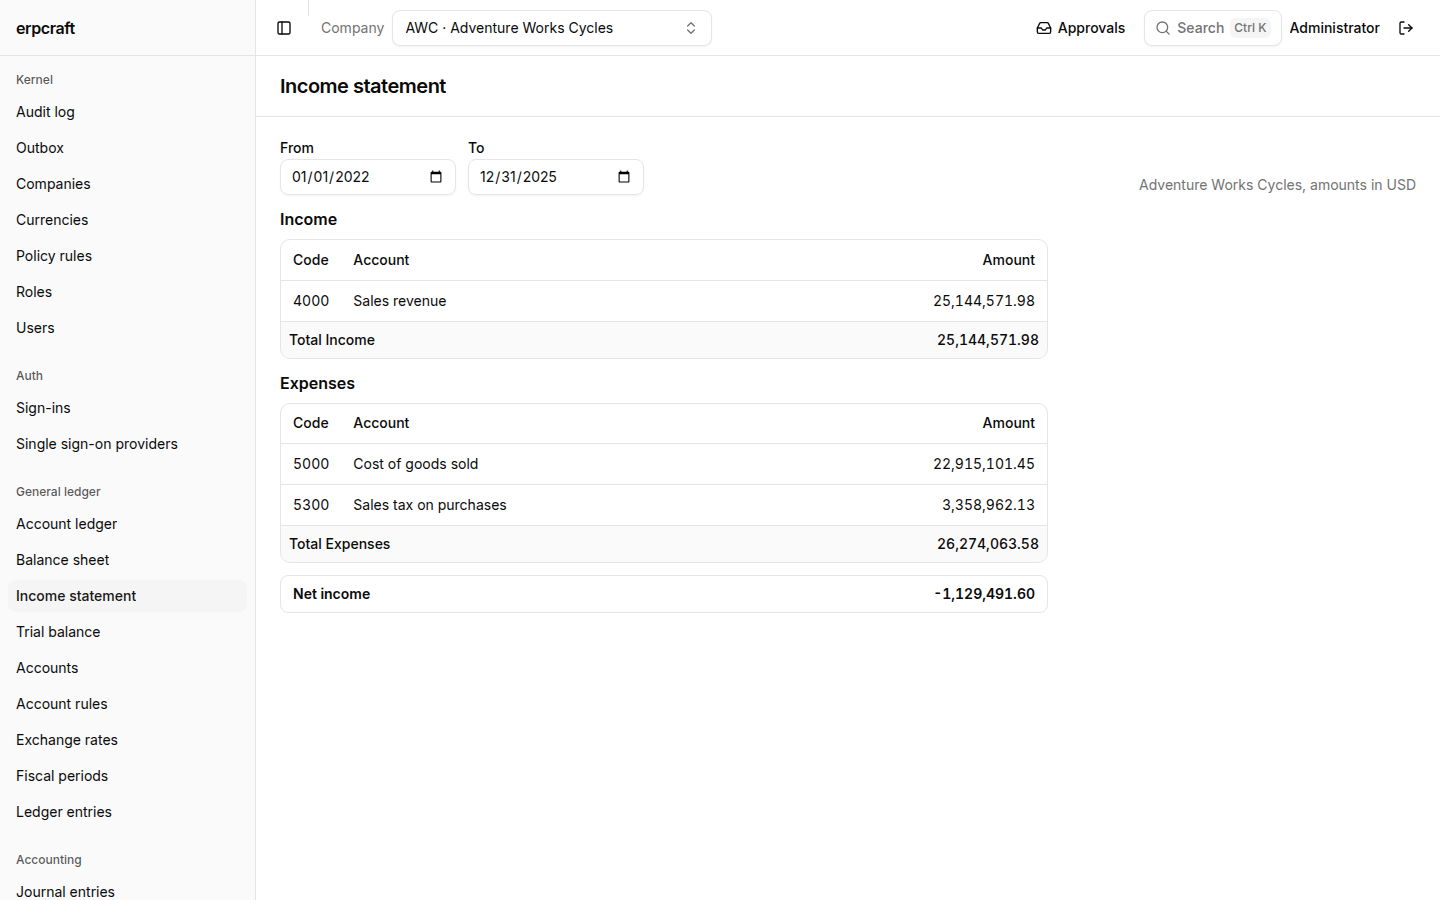 erpcraft
Company AWC · Adventure Works Cycles Approvals Search Ctrl K Administrator
Kernel
Audit log
Outbox
Companies
Currencies
Policy rules
Roles
Users
Auth
Sign-ins
Single sign-on providers
General ledger
Account ledger
Balance sheet
Income statement
Trial balance
Accounts
Account rules
Exchange rates
Fiscal periods
Ledger entries
Accounting
Journal entries
Income statement
From To
01/01/2022 12/31/2025
Adventure Works Cycles, amounts in USD
Income
Code Account Amount
4000 Sales revenue 25,144,571.98
Total Income 25,144,571.98
Expenses
Code Account Amount
5000 Cost of goods sold 22,915,101.45
5300 Sales tax on purchases 3,358,962.13
Total Expenses 26,274,063.58
Net income -1,129,491.60